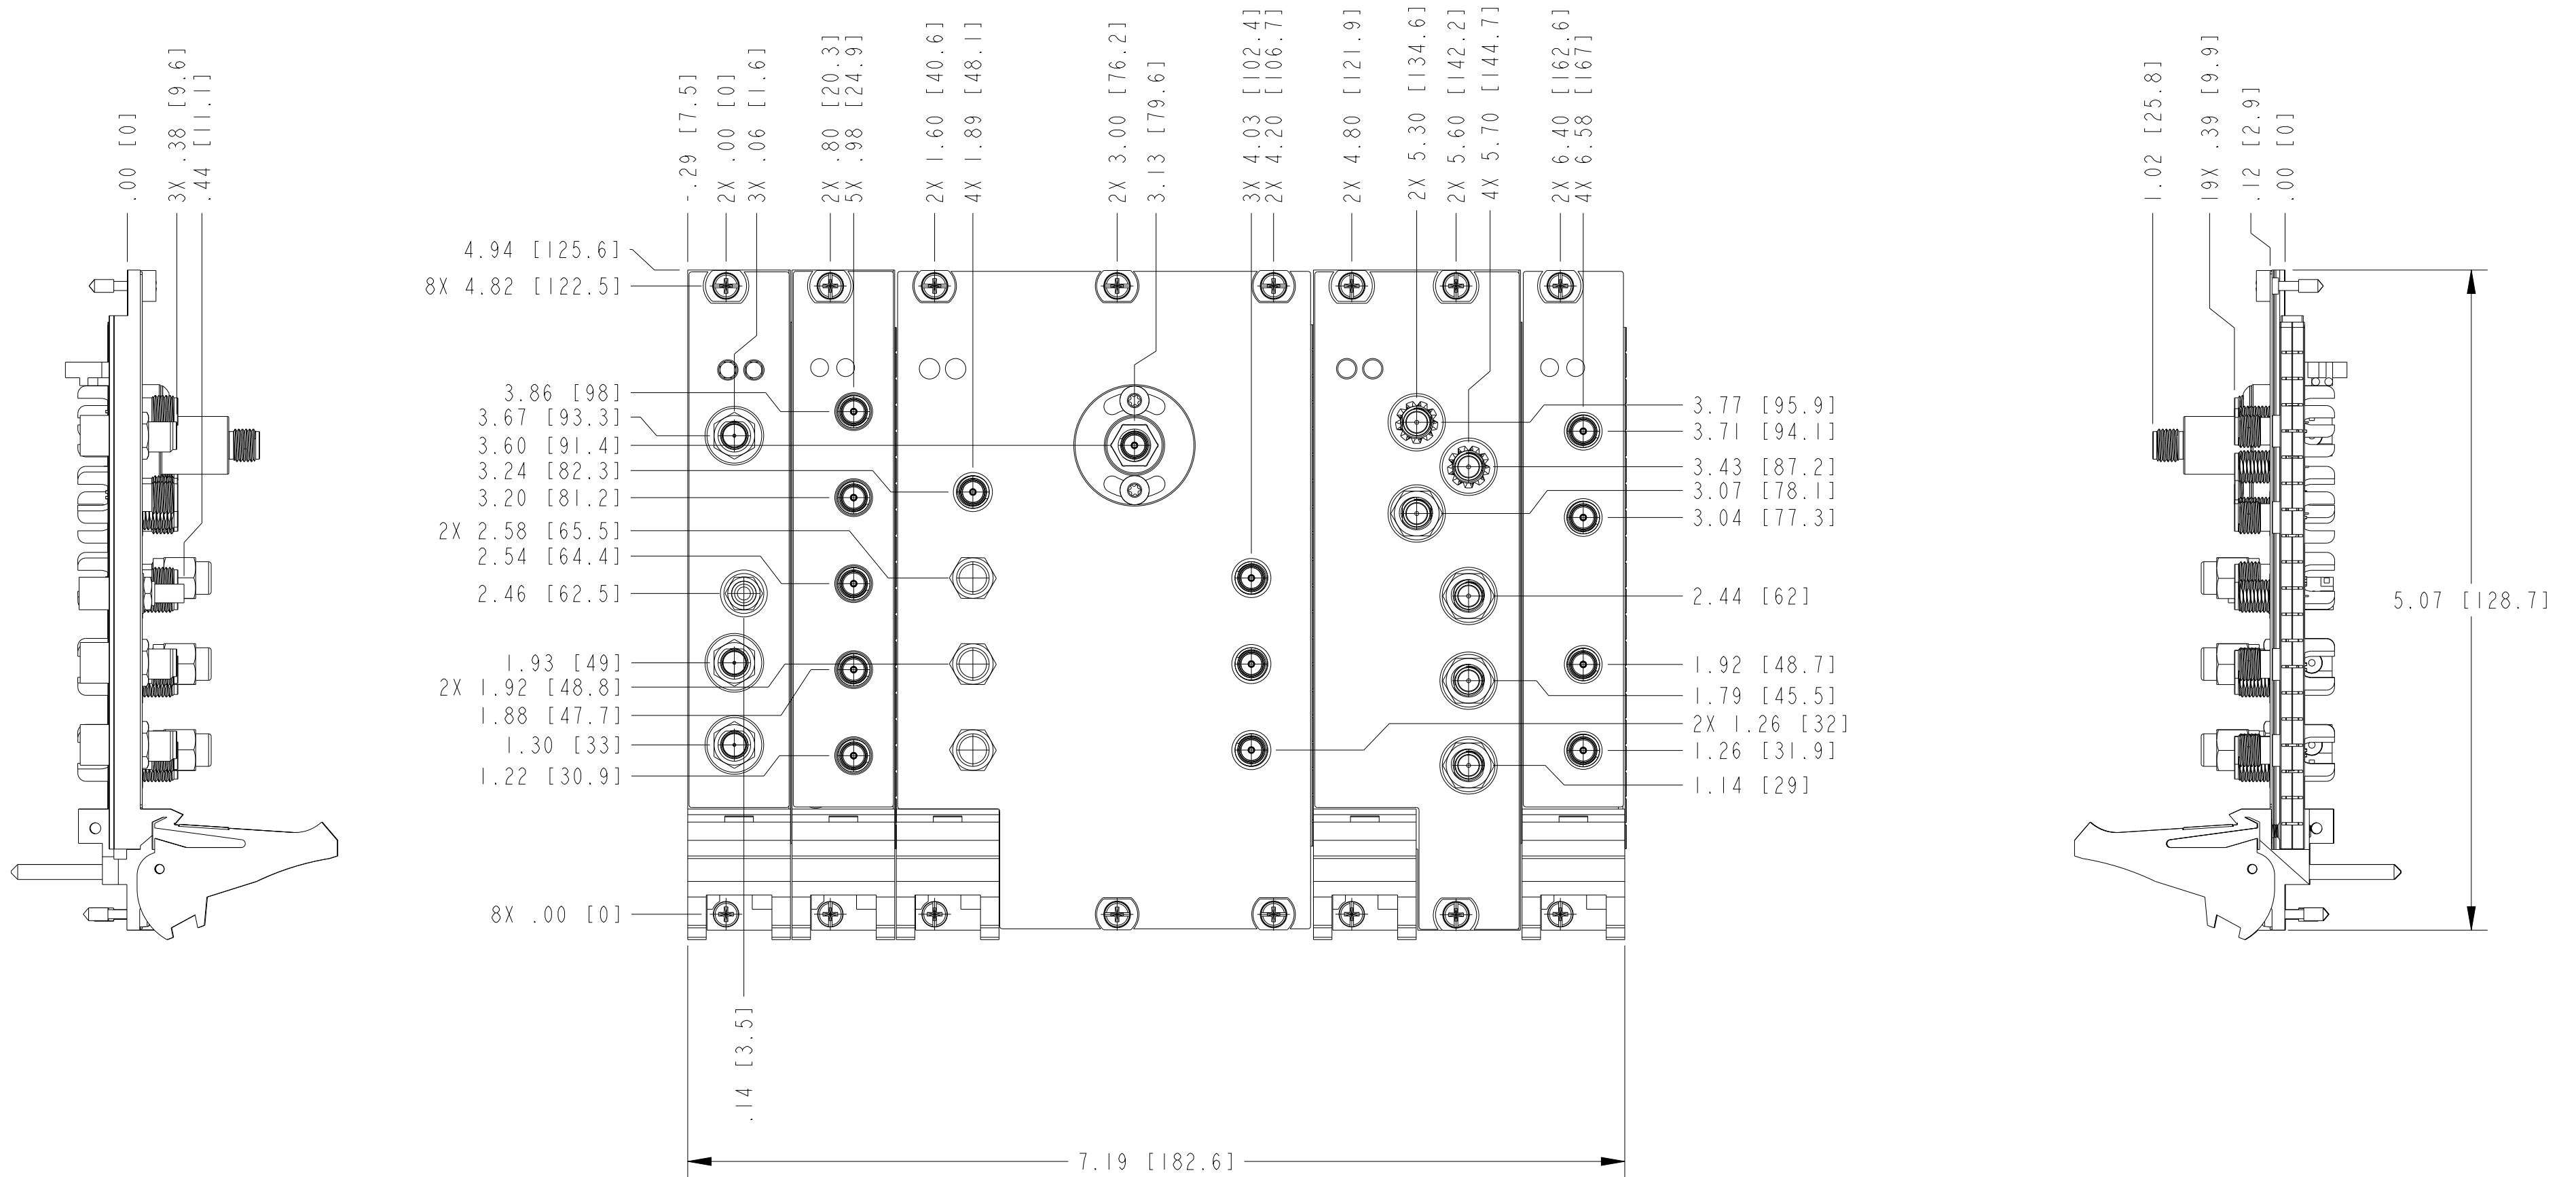 .00 [0]
3X .38 [9.6]
.44 [11.1]
-.29 [7.5]
2X .00 [0]
3X .06 [1.6]
2X .80 [20.3]
5X .98 [24.9]
2X 1.60 [40.6]
4X 1.89 [48.1]
2X 3.00 [76.2]
3.13 [79.6]
3X 4.03 [102.4]
2X 4.20 [106.7]
2X 4.80 [121.9]
2X 5.30 [134.6]
2X 5.60 [142.2]
4X 5.70 [144.7]
2X 6.40 [162.6]
4X 6.58 [167]
1.02 [25.8]
19X .39 [9.9]
.12 [2.9]
.00 [0]
4.94 [125.6]
8X 4.82 [122.5]
3.86 [98]
3.67 [93.3]
3.60 [91.4]
3.24 [82.3]
3.20 [81.2]
2X 2.58 [65.5]
2.54 [64.4]
2.46 [62.5]
1.93 [49]
2X 1.92 [48.8]
1.88 [47.7]
1.30 [33]
1.22 [30.9]
8X .00 [0]
3.77 [95.9]
3.71 [94.1]
3.43 [87.2]
3.07 [78.1]
3.04 [77.3]
2.44 [62]
1.92 [48.7]
1.79 [45.5]
2X 1.26 [32]
1.26 [31.9]
1.14 [29]
5.07 [128.7]
.14 [3.5]
7.19 [182.6]